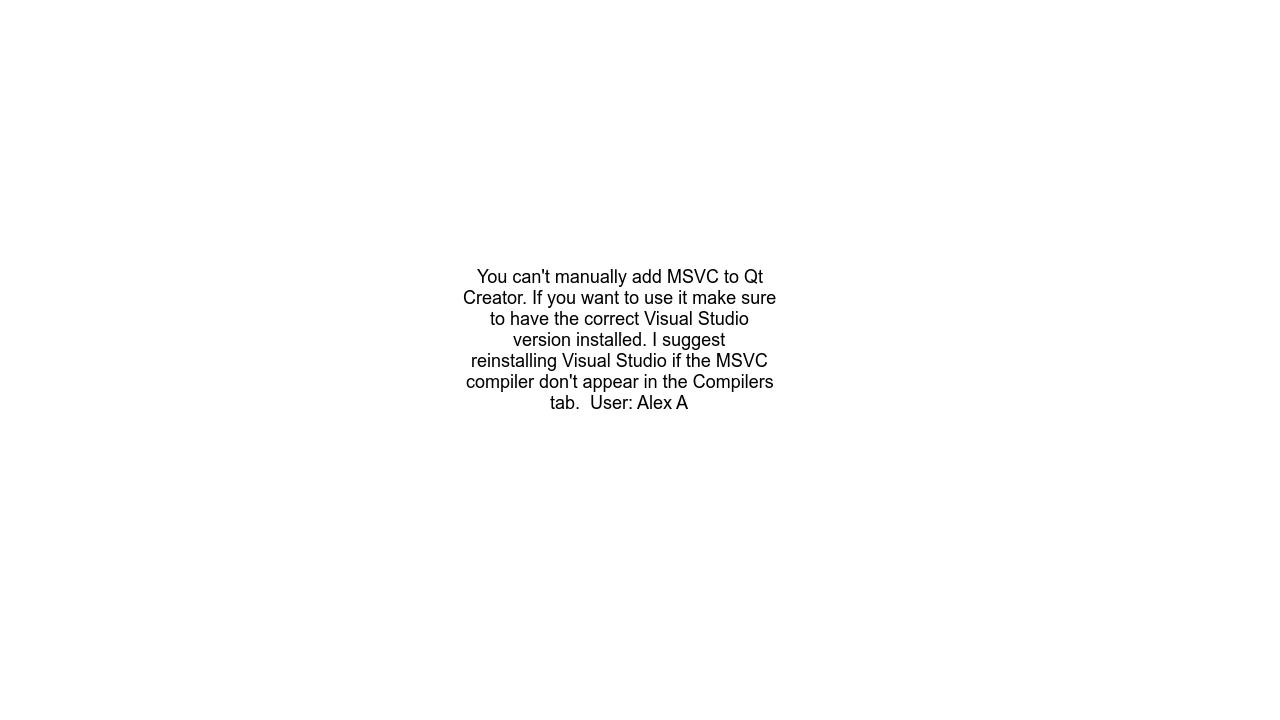 You can't manually add MSVC to Qt
Creator. If you want to use it make sure
to have the correct Visual Studio
version installed. I suggest
reinstalling Visual Studio if the MSVC
compiler don't appear in the Compilers
tab.  User: Alex A